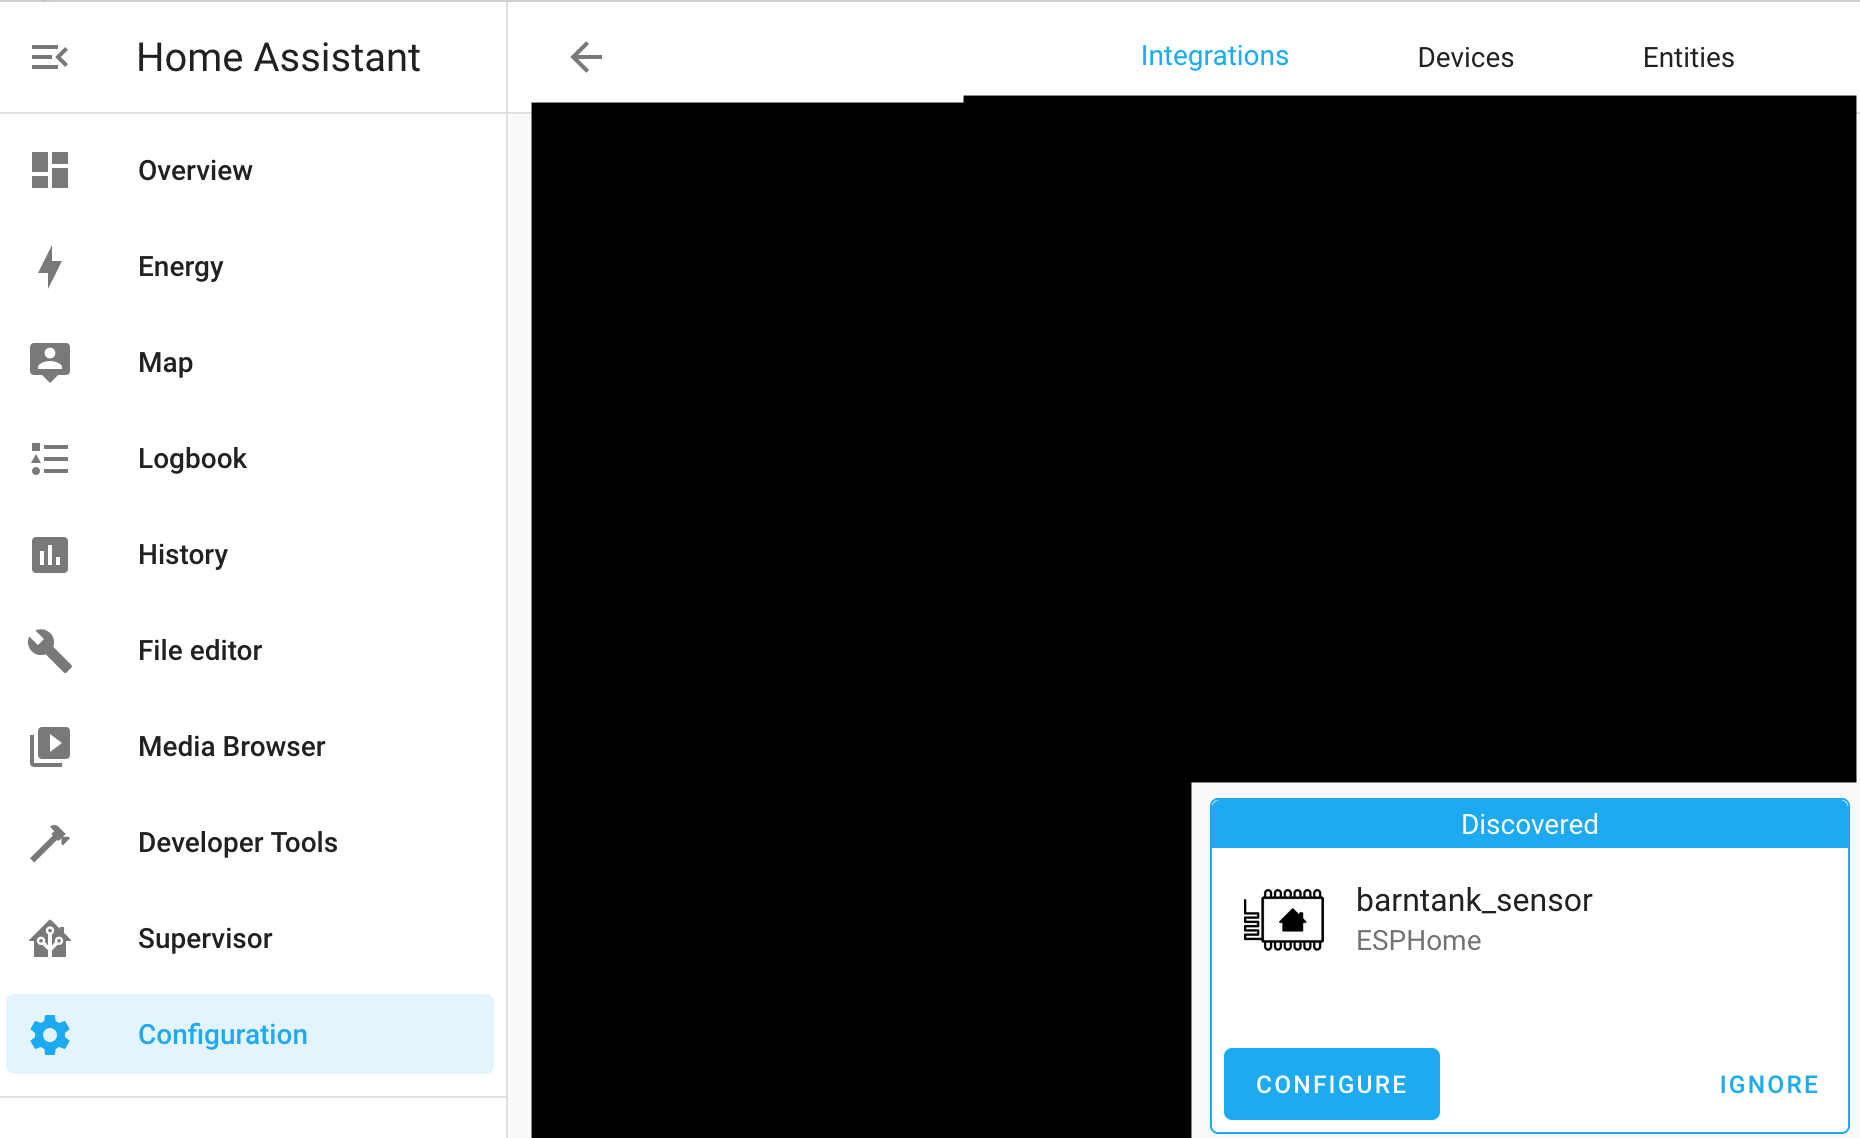 Home Assistant
Integrations
Devices
Entities
Overview
Energy
Map
Logbook
History
File editor
Media Browser
Developer Tools
Supervisor
Configuration
Discovered
barntank_sensor
ESPHome
CONFIGURE
IGNORE